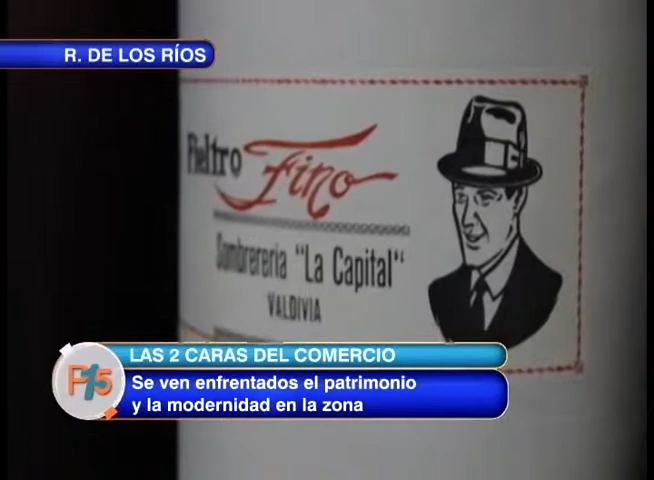 R. DE LOS RÍOS
Fieltro Fino
Sombrereria "La Capital"
VALDIVIA
P15
LAS 2 CARAS DEL COMERCIO
Se ven enfrentados el patrimonio
y la modernidad en la zona